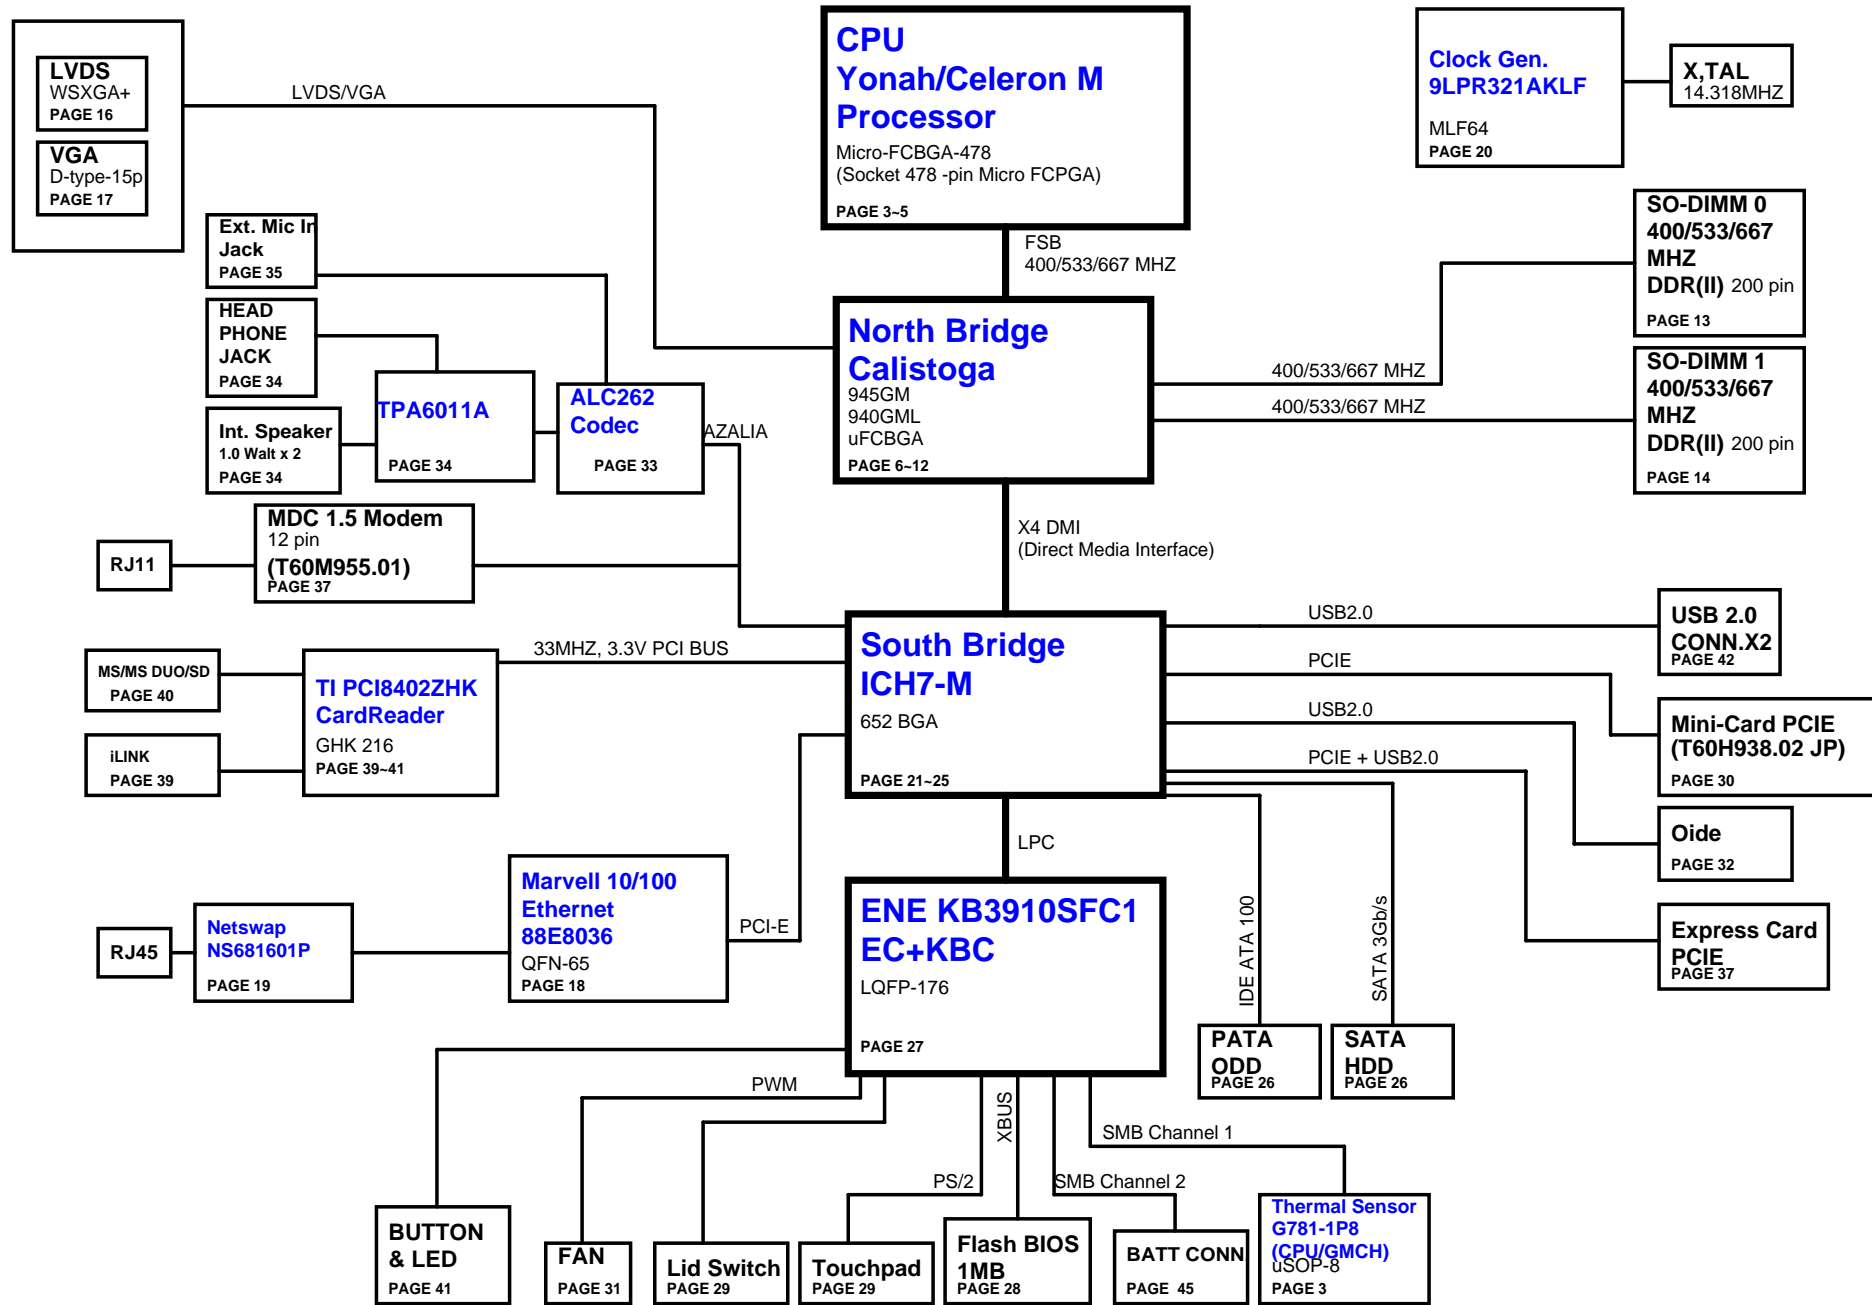 LVDS
WSXGA+
PAGE 16
VGA
D-type-15p
PAGE 17
LVDS/VGA
CPU
Yonah/Celeron M
Processor
Micro-FCBGA-478
(Socket 478 -pin Micro FCPGA)
PAGE 3~5
Clock Gen.
9LPR321AKLF
MLF64
PAGE 20
X,TAL
14.318MHZ
FSB
400/533/667 MHZ
SO-DIMM 0
400/533/667
MHZ
DDR(II) 200 pin
PAGE 13
Ext. Mic In
Jack
PAGE 35
HEAD
PHONE
JACK
PAGE 34
Int. Speaker
1.0 Walt x 2
PAGE 34
TPA6011A
PAGE 34
ALC262
Codec
PAGE 33
AZALIA
North Bridge
Calistoga
945GM
940GML
uFCBGA
PAGE 6~12
400/533/667 MHZ
400/533/667 MHZ
SO-DIMM 1
400/533/667
MHZ
DDR(II) 200 pin
PAGE 14
RJ11
MDC 1.5 Modem
12 pin
(T60M955.01)
PAGE 37
X4 DMI
(Direct Media Interface)
MS/MS DUO/SD
PAGE 40
iLINK
PAGE 39
TI PCI8402ZHK
CardReader
GHK 216
PAGE 39~41
33MHZ, 3.3V PCI BUS
South Bridge
ICH7-M
652 BGA
PAGE 21~25
USB2.0
PCIE
USB2.0
PCIE + USB2.0
USB 2.0
CONN.X2
PAGE 42
Mini-Card PCIE
(T60H938.02 JP)
PAGE 30
Oide
PAGE 32
Express Card
PCIE
PAGE 37
LPC
RJ45
Netswap
NS681601P
PAGE 19
Marvell 10/100
Ethernet
88E8036
QFN-65
PAGE 18
PCI-E
ENE KB3910SFC1
EC+KBC
LQFP-176
PAGE 27
IDE ATA 100
SATA 3Gb/s
PATA
ODD
PAGE 26
SATA
HDD
PAGE 26
PWM
XBUS
SMB Channel 1
PS/2
SMB Channel 2
BUTTON
& LED
PAGE 41
FAN
PAGE 31
Lid Switch
PAGE 29
Touchpad
PAGE 29
Flash BIOS
1MB
PAGE 28
BATT CONN
PAGE 45
Thermal Sensor
G781-1P8
(CPU/GMCH)
uSOP-8
PAGE 3